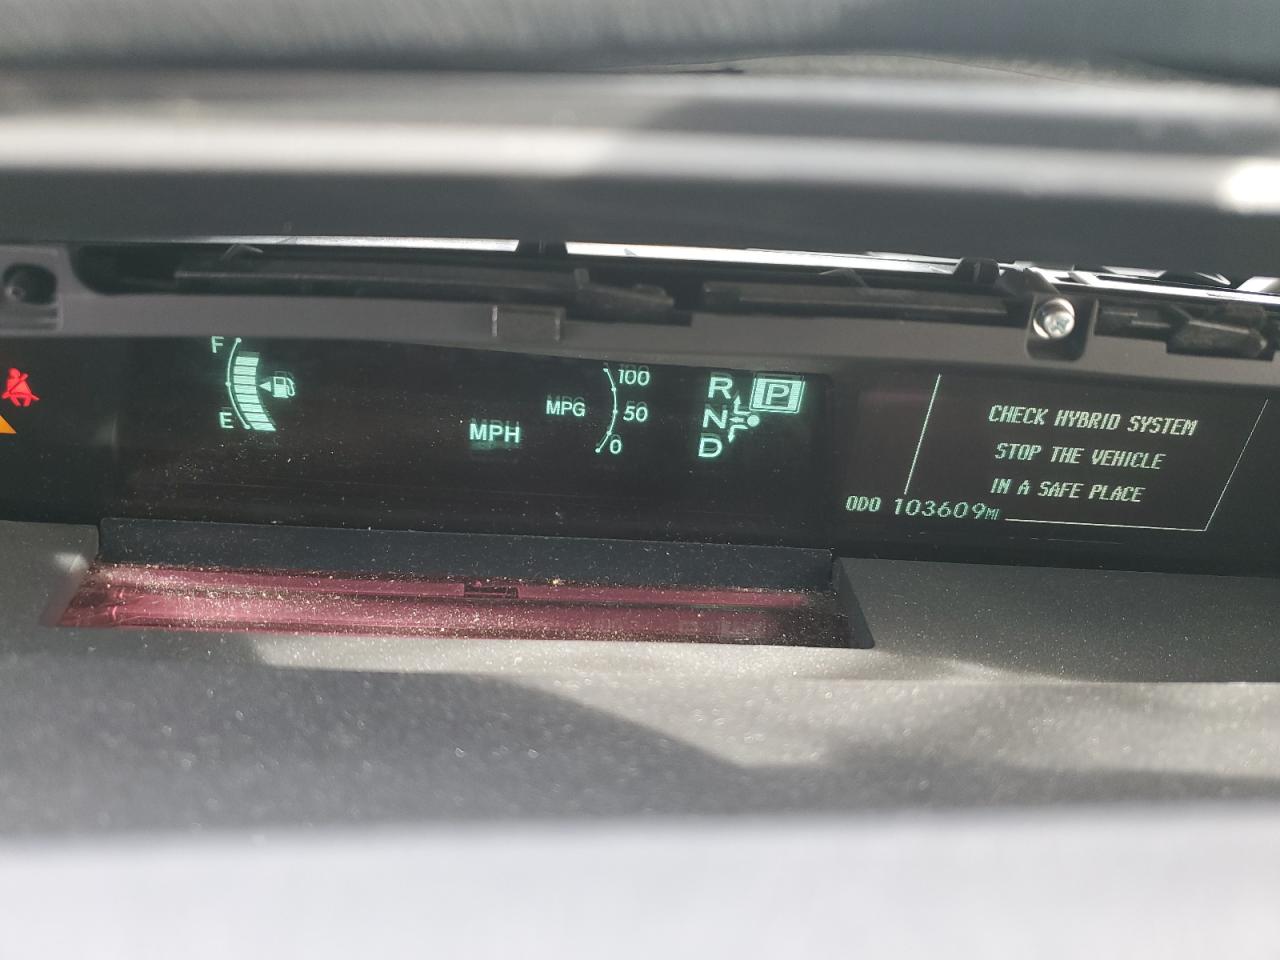 F
E
MPH
MPG
100
50
0
R
N
D
P
CHECK HYBRID SYSTEM
STOP THE VEHICLE
IN A SAFE PLACE
ODO 103609MI